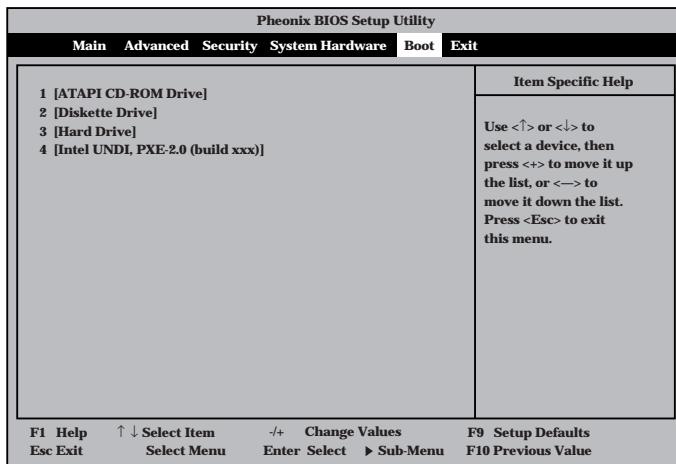 Pheonix BIOS Setup Utility
Main Advanced Security System Hardware Boot Exit
1 [ATAPI CD-ROM Drive]
2 [Diskette Drive]
3 [Hard Drive]
4 [Intel UNDI, PXE-2.0 (build xxx)]
Item Specific Help
Use <↑> or <↓> to
select a device, then
press <+> to move it up
the list, or <—> to
move it down the list.
Press <Esc> to exit
this menu.
F1 Help ↑ ↓ Select Item -/+ Change Values F9 Setup Defaults
Esc Exit Select Menu Enter Select ▶ Sub-Menu F10 Previous Value